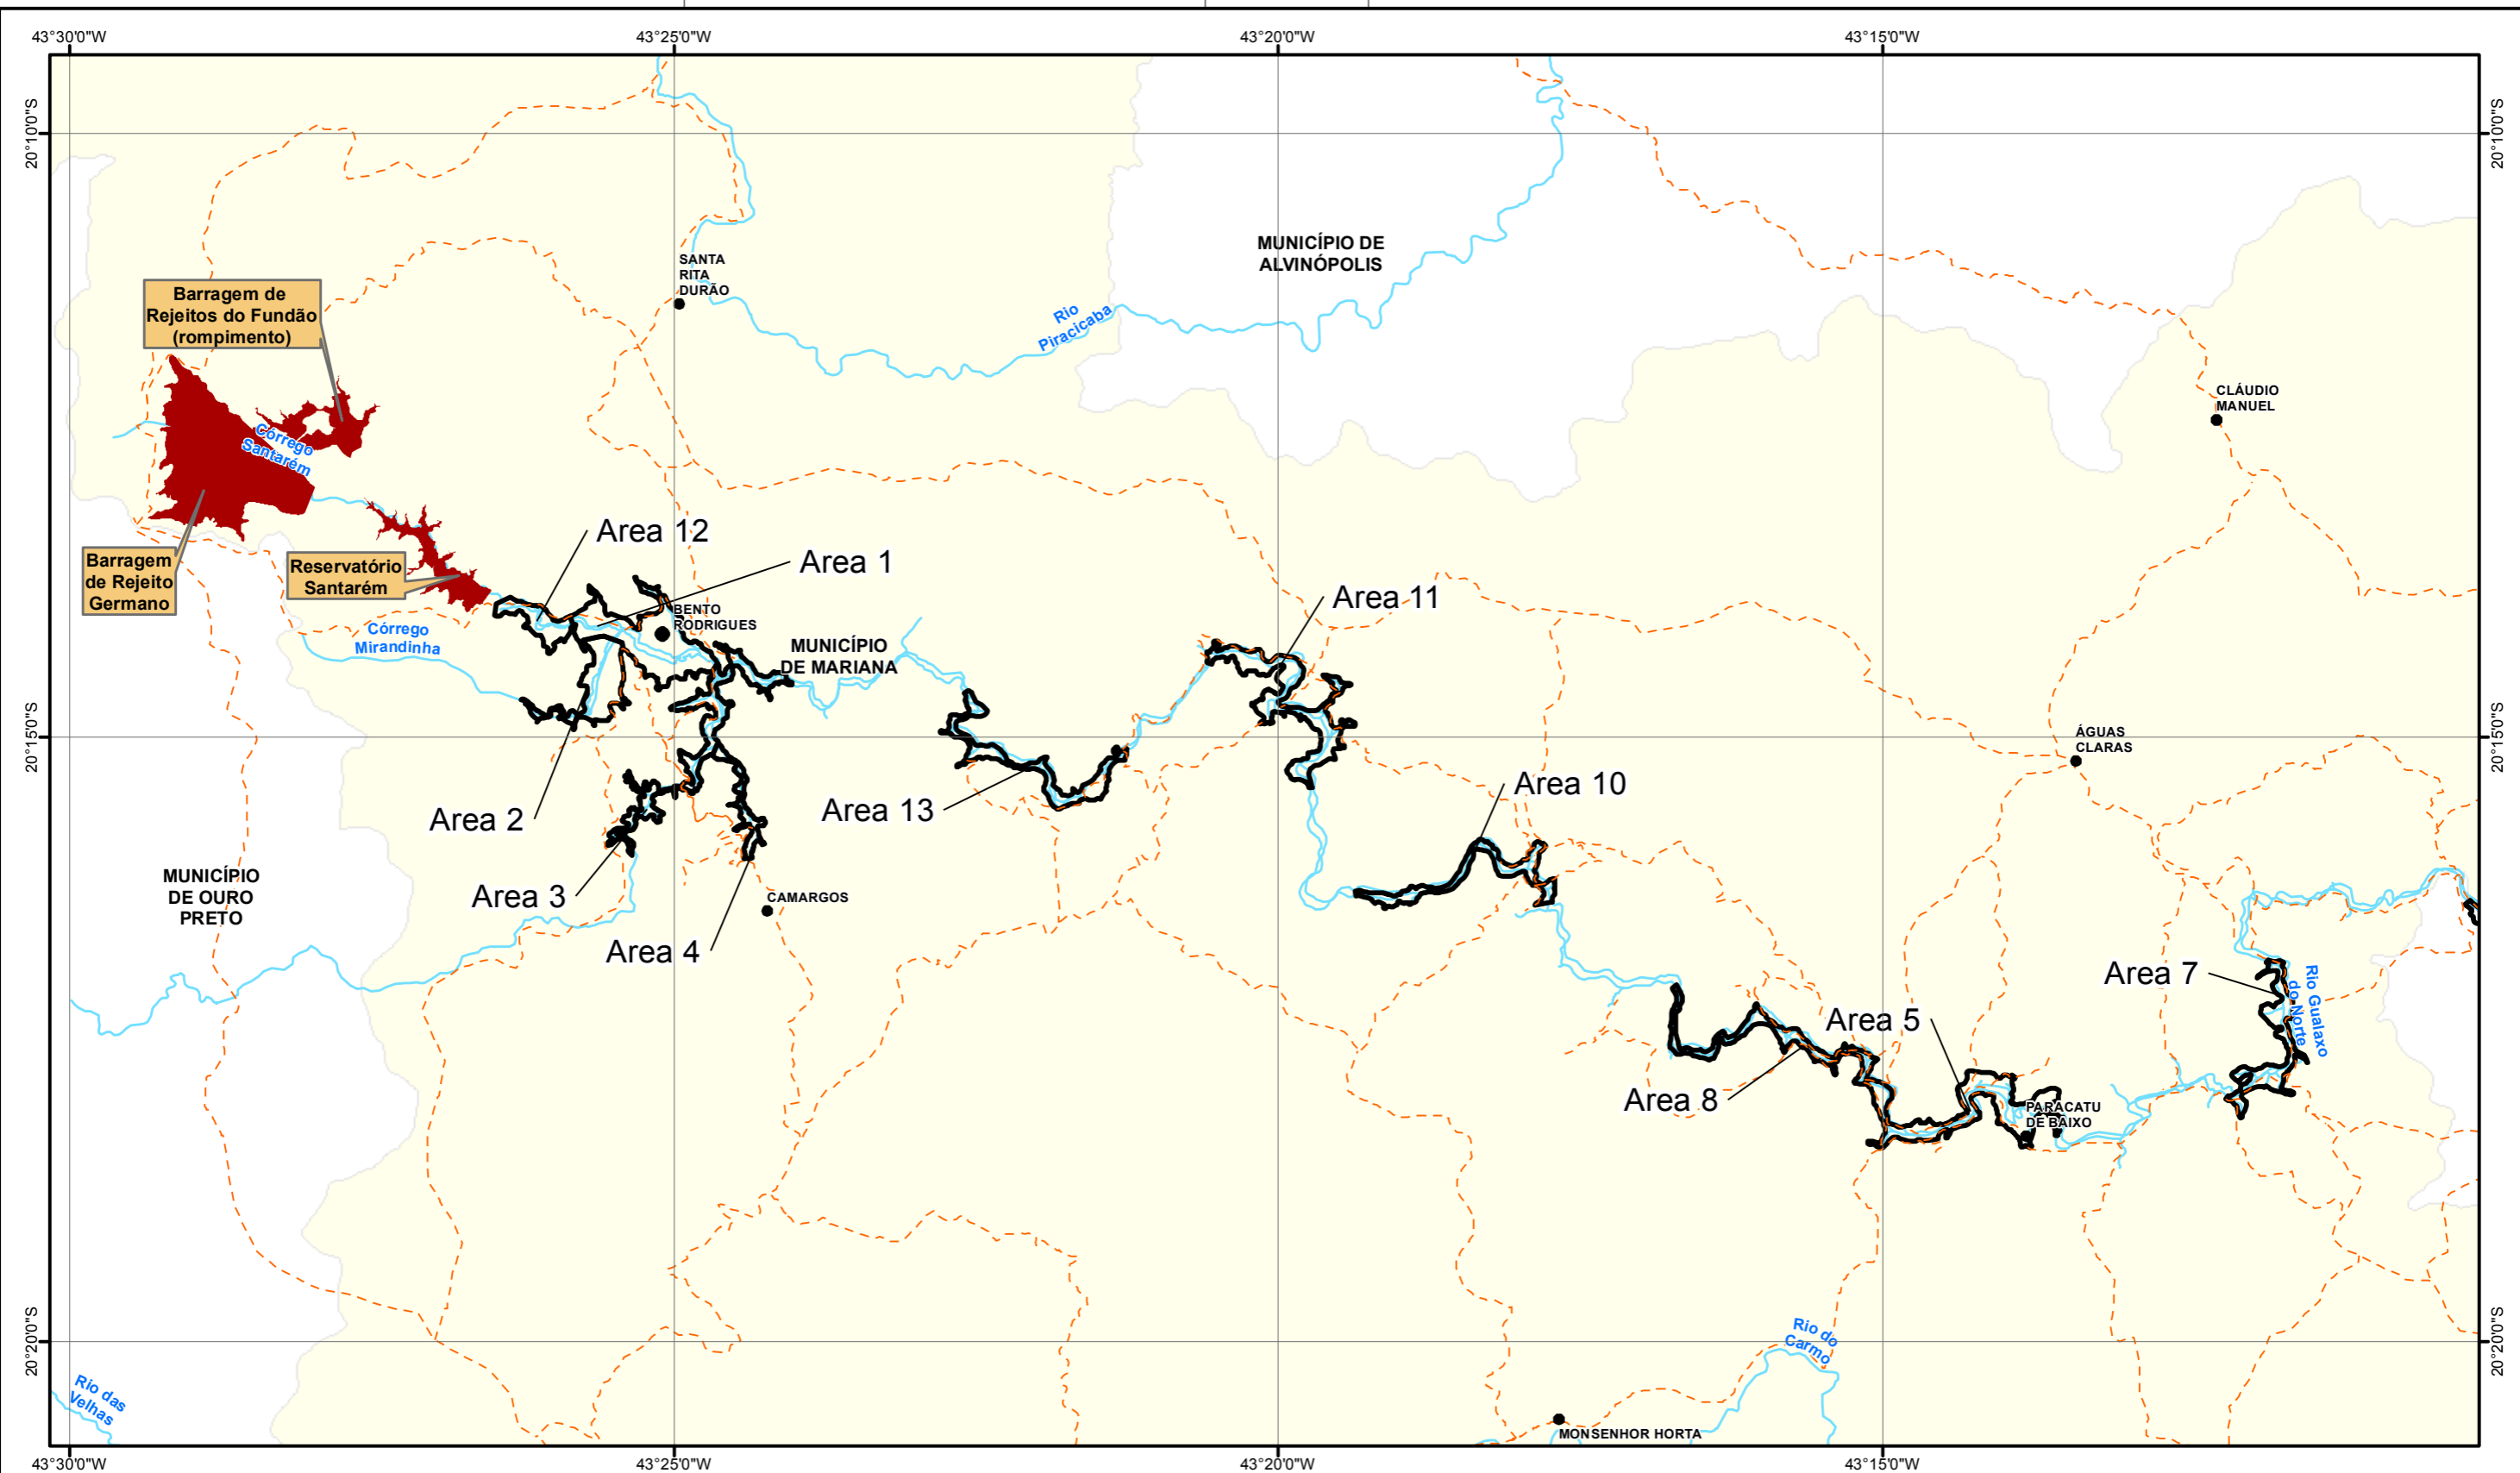 43°30'0"W
43°25'0"W
43°20'0"W
43°15'0"W
20°10'0"S
20°10'0"S
SANTA
RITA
DURÃO
MUNICÍPIO DE
ALVINÓPOLIS
Barragem de
Rejeitos do Fundão
(rompimento)
Rio
Piracicaba
CLÁUDIO
MANUEL
Córrego
Santarém
Area 12
Area 1
Barragem
de Rejeito
Germano
Reservatório
Santarém
Area 11
BENTO
RODRIGUES
Córrego
Mirandinha
MUNICÍPIO
DE MARIANA
20°15'0"S
20°15'0"S
ÁGUAS
CLARAS
Area 2
Area 13
Area 10
MUNICÍPIO
DE OURO
PRETO
Area 3
CAMARGOS
Area 4
Area 7
Rio Gualaxo
do Norte
Area 5
Area 8
PARACATU
DE BAIXO
20°20'0"S
20°20'0"S
Rio do
Carmo
Rio das
Velhas
MONSENHOR HORTA
43°30'0"W
43°25'0"W
43°20'0"W
43°15'0"W